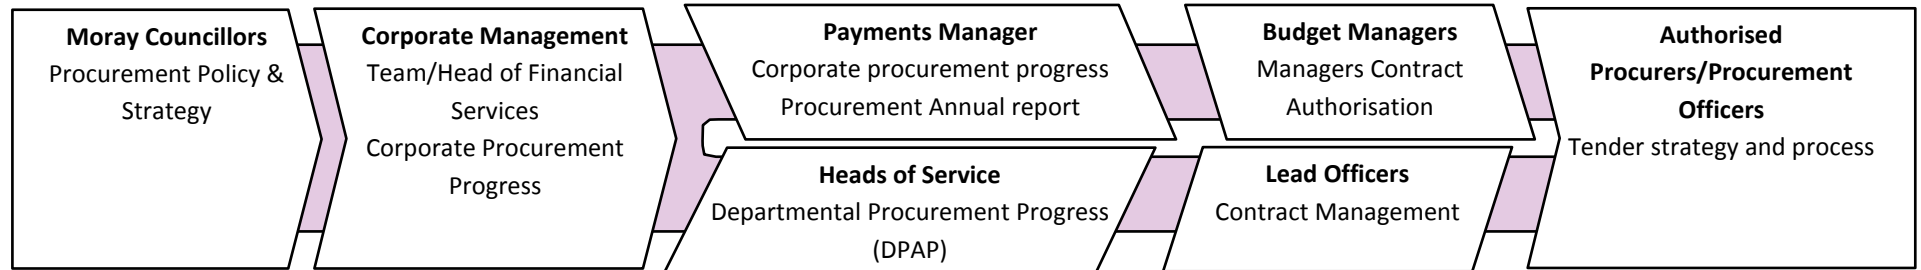 Moray Councillors
Procurement Policy &
Strategy
Corporate Management
Team/Head of Financial
Services
Corporate Procurement
Progress
Payments Manager
Corporate procurement progress
Procurement Annual report
Heads of Service
Departmental Procurement Progress
(DPAP)
Budget Managers
Managers Contract
Authorisation
Lead Officers
Contract Management
Authorised
Procurers/Procurement
Officers
Tender strategy and process